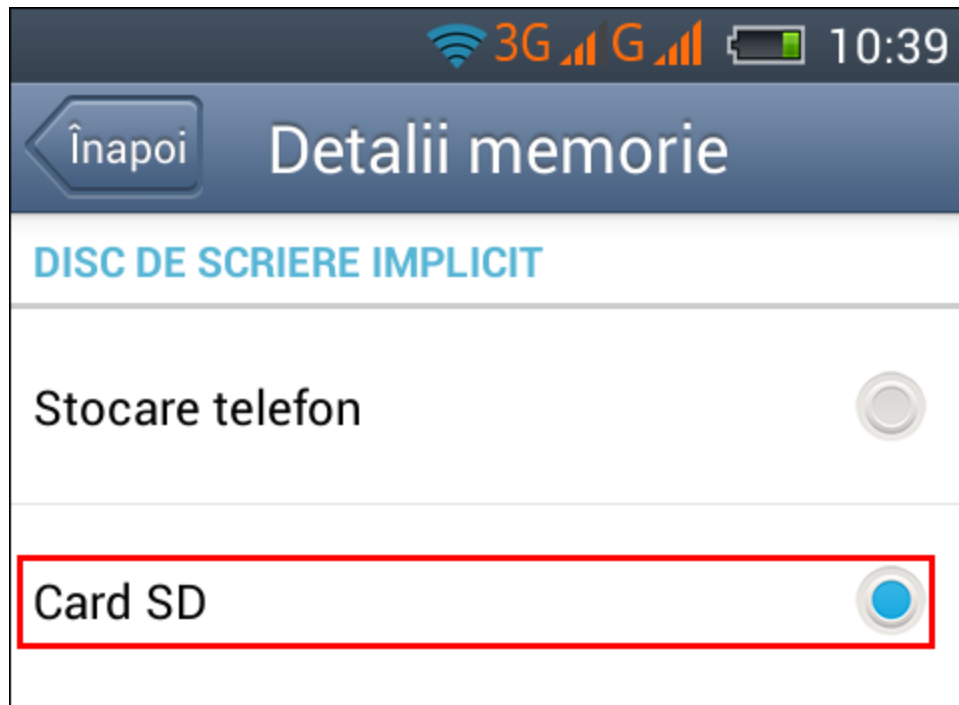 3G G 10:39
Înapoi Detalii memorie
DISC DE SCRIERE IMPLICIT
Stocare telefon
Card SD